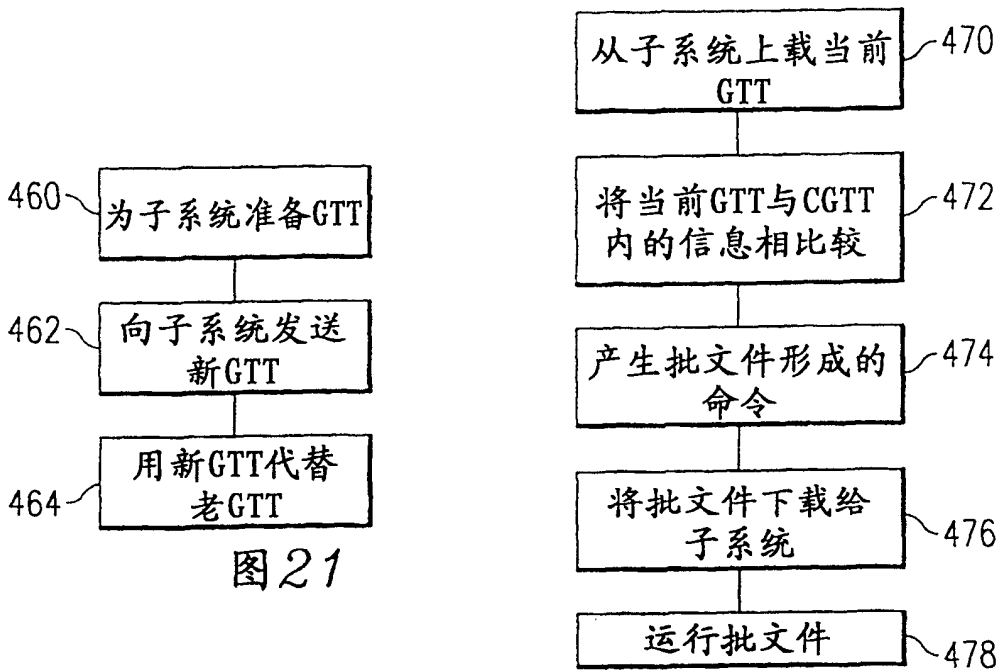 460
为子系统准备GTT
462
向子系统发送
新GTT
464
用新GTT代替
老GTT
图21
470
从子系统上载当前
GTT
472
将当前GTT与CGTT
内的信息相比较
474
产生批文件形成的
命令
476
将批文件下载给
子系统
478
运行批文件